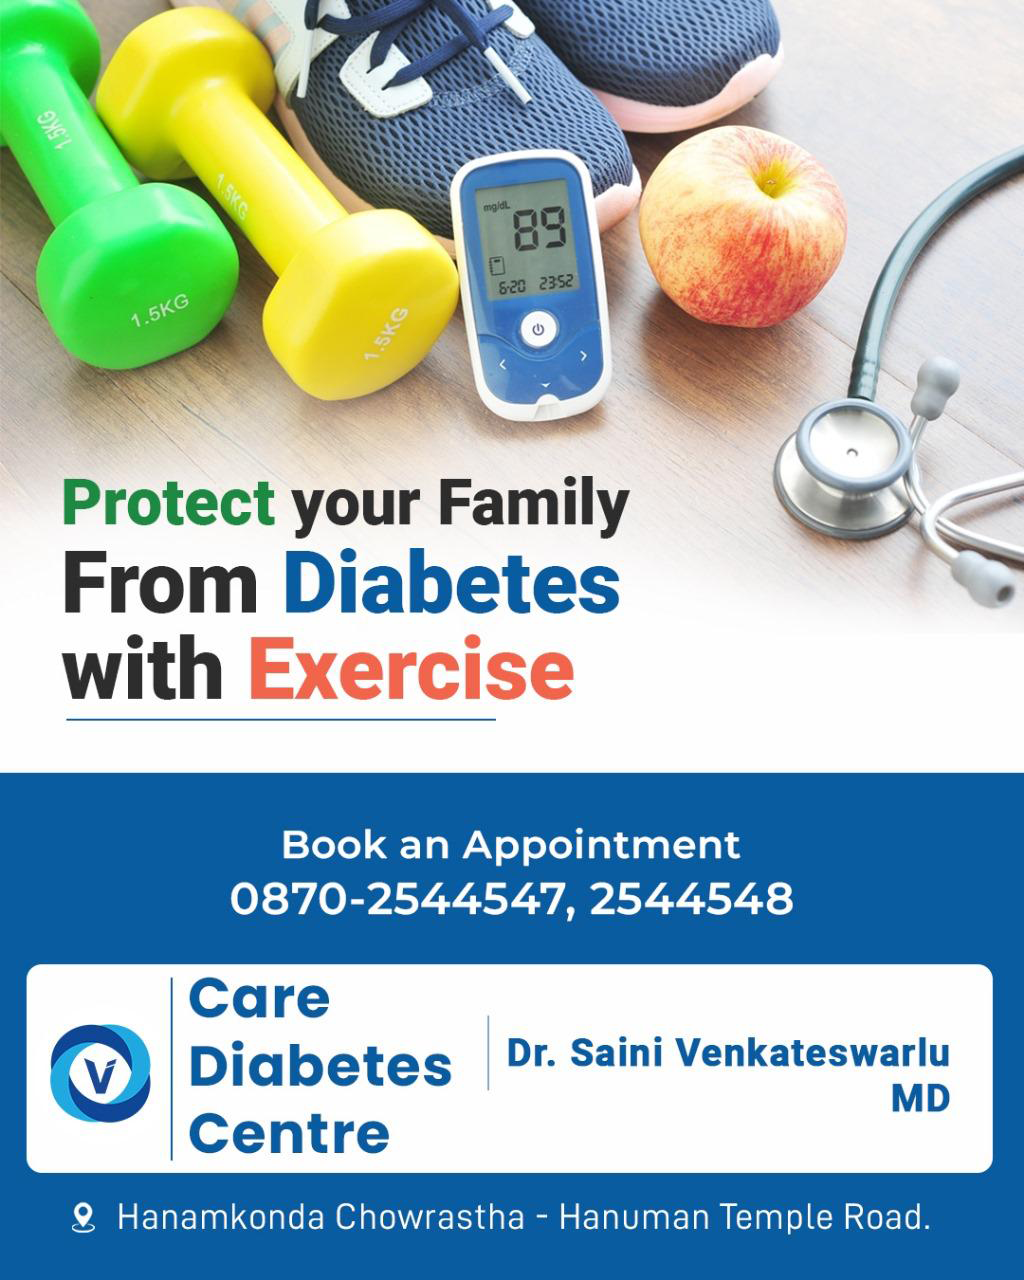 1.5KG
1.5KG
1.5KG
1.5KG
mg/dL
89
6-20 23:52
Protect your Family
From Diabetes
with Exercise
Book an Appointment
0870-2544547, 2544548
V
Care
Diabetes
Centre
Dr. Saini Venkateswarlu
MD
Hanamkonda Chowrastha - Hanuman Temple Road.